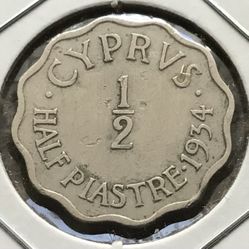 · CYPRVS ·
1/2
HALF PIASTRE · 1934